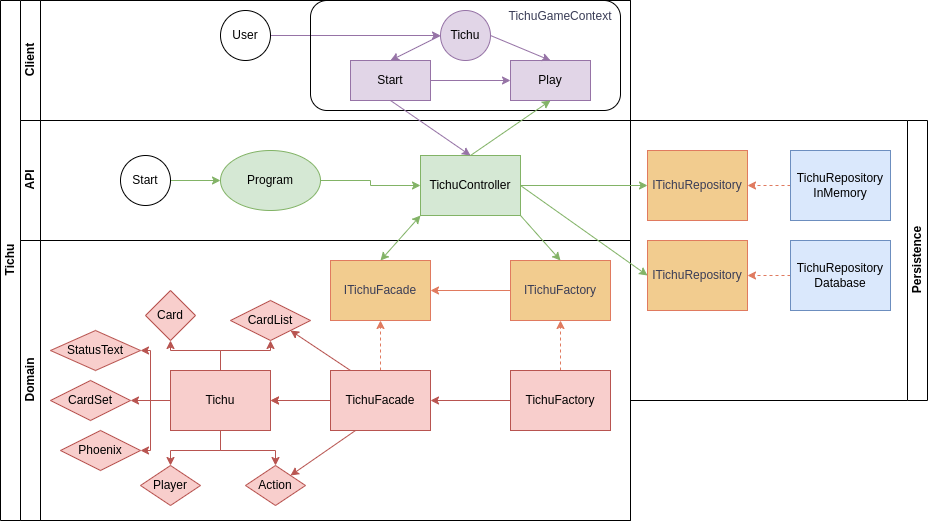 TichuGameContext
User
Tichu
Client
Start
Play
API
Start
Program
TichuController
ITichuRepository
TichuRepository
InMemory
Tichu
Persistence
ITichuRepository
TichuRepository
Database
ITichuFacade
ITichuFactory
Card
CardList
StatusText
Domain
CardSet
Tichu
TichuFacade
TichuFactory
Phoenix
Player
Action